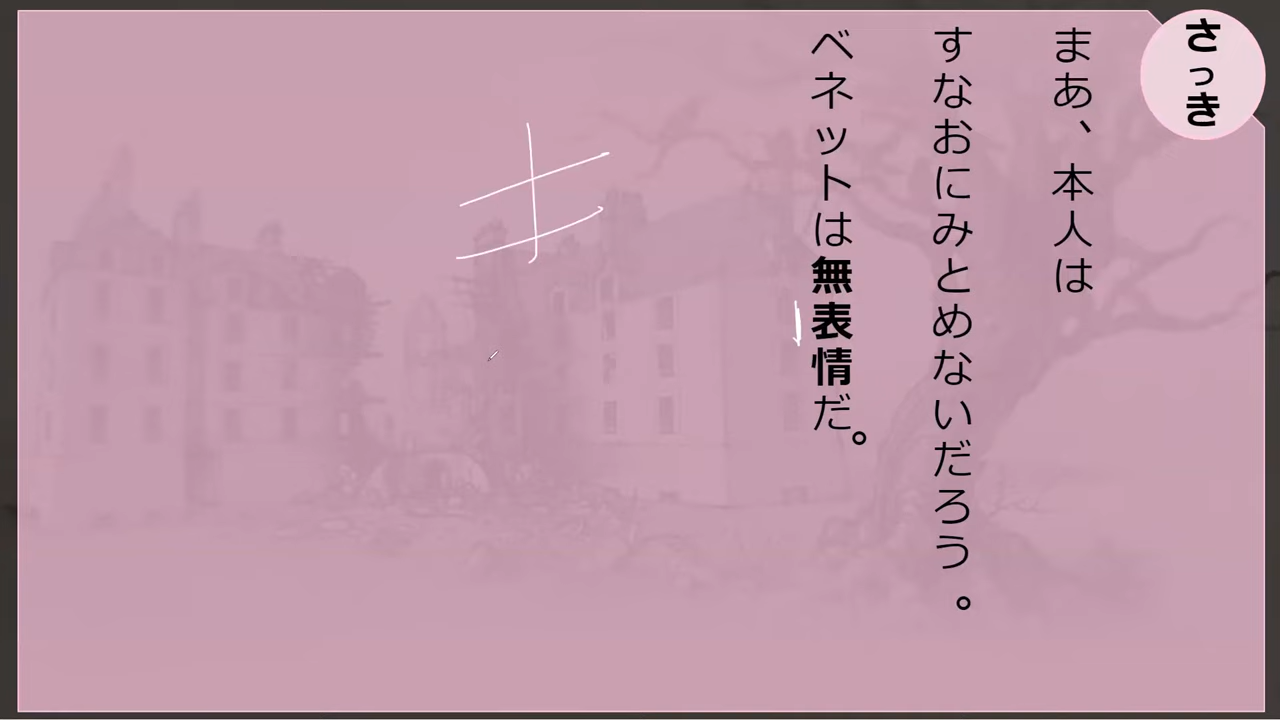 さっき
まあ、本人は
すなおにみとめないだろう。
ベネットは無表情だ。